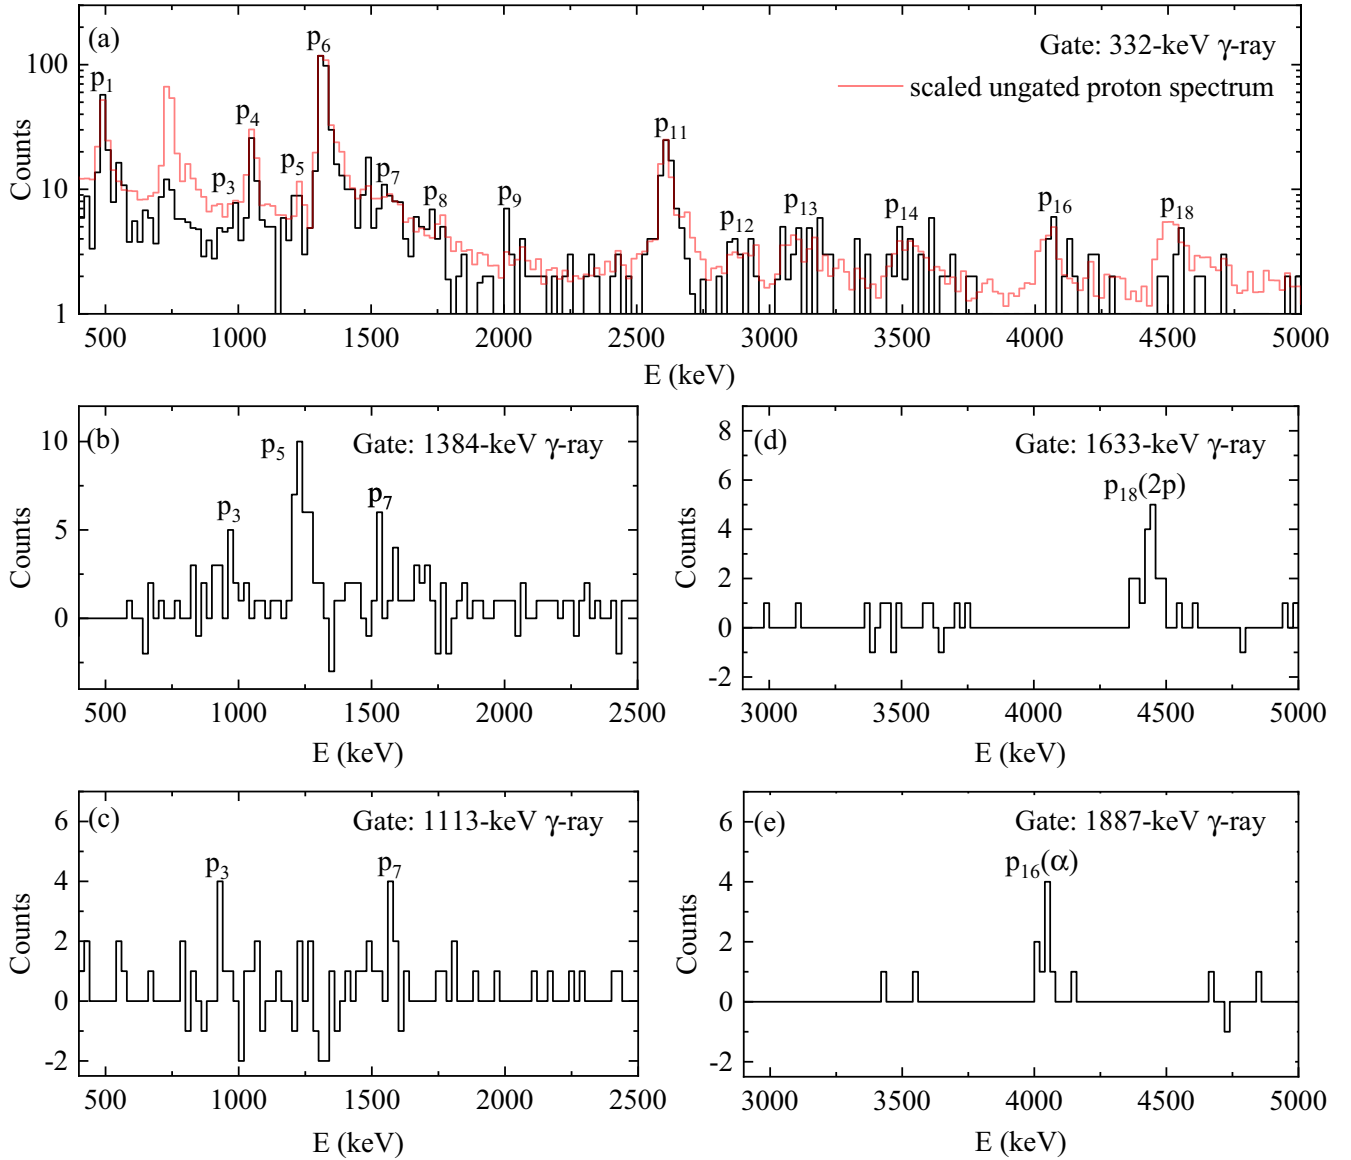 (a)
Gate: 332-keV γ-ray
scaled ungated proton spectrum
p1
p3
p4
p5
p6
p7
p8
p9
p11
p12
p13
p14
p16
p18
Counts
100
10
1
500 1000 1500 2000 2500 3000 3500 4000 4500 5000
E (keV)
(b)
Gate: 1384-keV γ-ray
p3
p5
p7
Counts
10
5
0
500 1000 1500 2000 2500
E (keV)
(d)
Gate: 1633-keV γ-ray
p18(2p)
Counts
8
6
4
2
0
-2
3000 3500 4000 4500 5000
E (keV)
(c)
Gate: 1113-keV γ-ray
p3
p7
Counts
6
4
2
0
-2
500 1000 1500 2000 2500
E (keV)
(e)
Gate: 1887-keV γ-ray
p16(α)
Counts
6
4
2
0
-2
3000 3500 4000 4500 5000
E (keV)